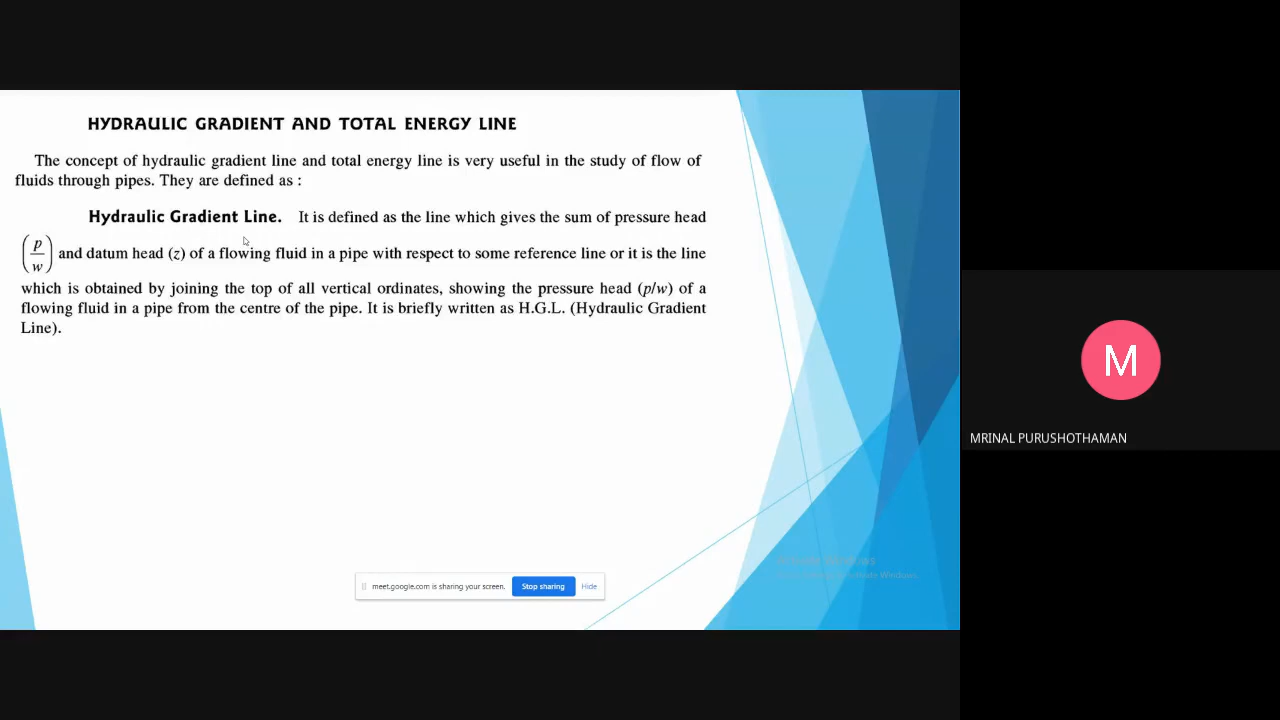 HYDRAULIC GRADIENT AND TOTAL ENERGY LINE
The concept of hydraulic gradient line and total energy line is very useful in the study of flow of
fluids through pipes. They are defined as :
Hydraulic Gradient Line. It is defined as the line which gives the sum of pressure head
(p/w) and datum head (z) of a flowing fluid in a pipe with respect to some reference line or it is the line
which is obtained by joining the top of all vertical ordinates, showing the pressure head (p/w) of a
flowing fluid in a pipe from the centre of the pipe. It is briefly written as H.G.L. (Hydraulic Gradient
Line).
M
MRINAL PURUSHOTHAMAN
Windows.
meet.google.com is sharing your screen. Stop sharing Hide